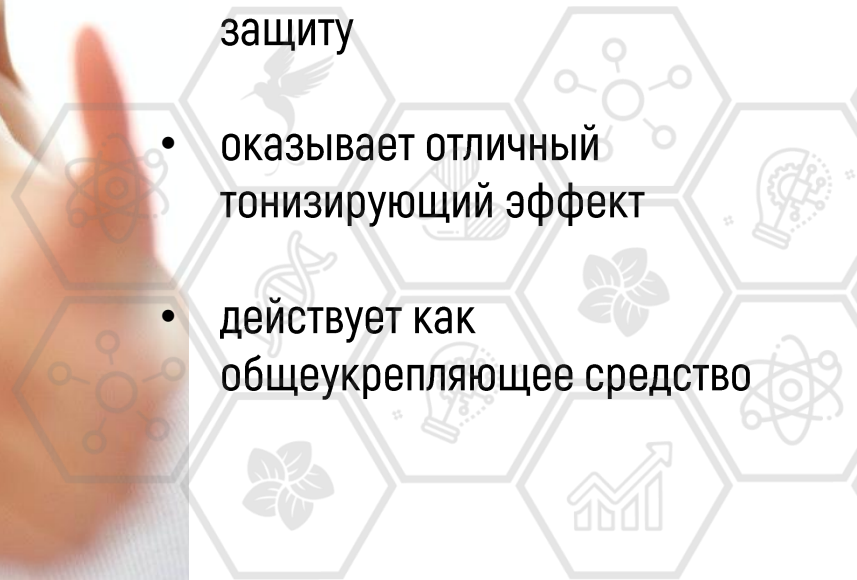 защиту
• оказывает отличный
тонизирующий эффект
• действует как
общеукрепляющее средство